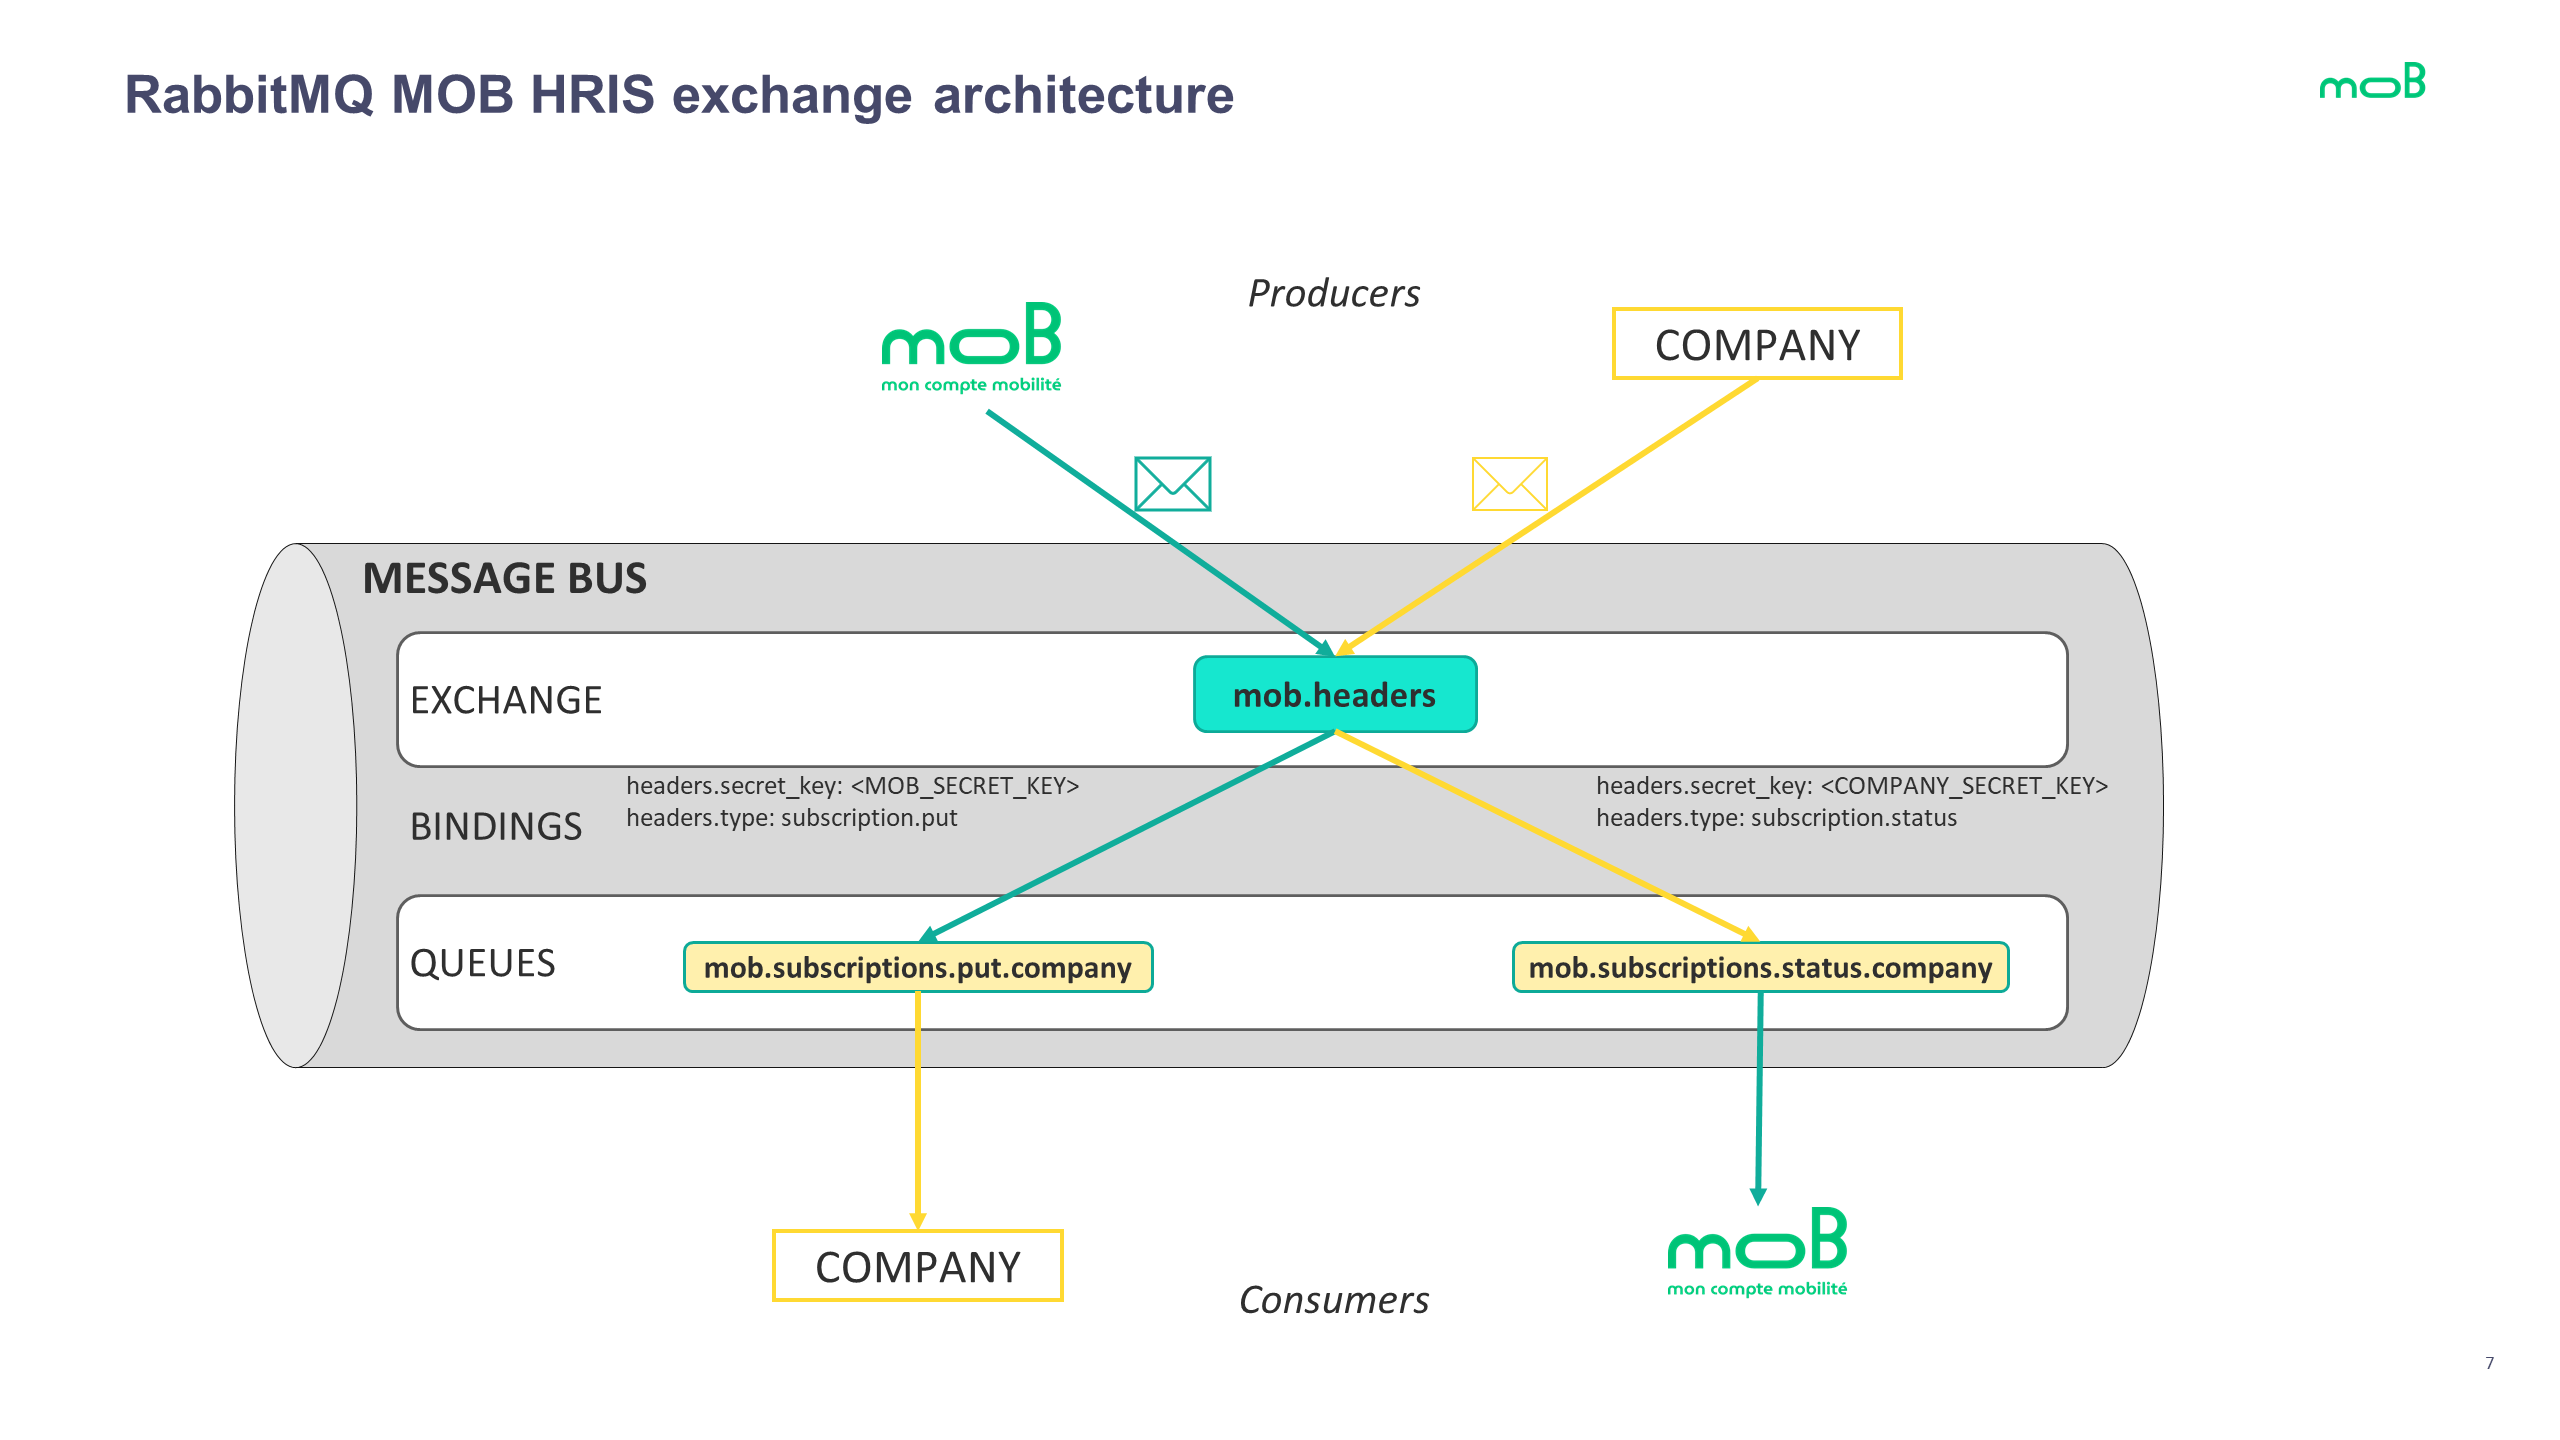 RabbitMQ MOB HRIS exchange architecture
moB
Producers
moB
mon compte mobilité
COMPANY
MESSAGE BUS
EXCHANGE
mob.headers
BINDINGS
headers.secret_key: <MOB_SECRET_KEY>
headers.type: subscription.put
headers.secret_key: <COMPANY_SECRET_KEY>
headers.type: subscription.status
QUEUES
mob.subscriptions.put.company
mob.subscriptions.status.company
COMPANY
Consumers
moB
mon compte mobilité
7